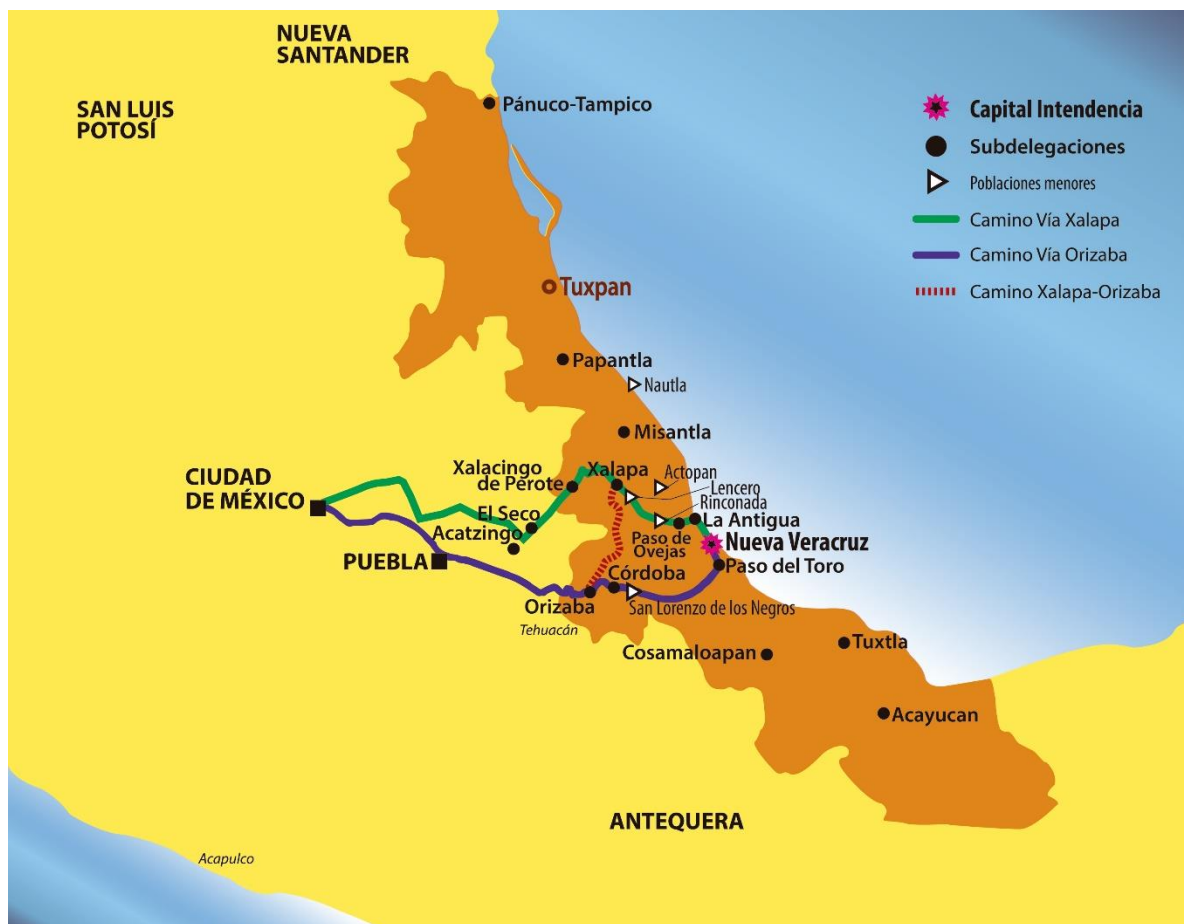 NUEVA
SANTANDER
SAN LUIS
POTOSÍ
Pánuco-Tampico
Capital Intendencia
Subdelegaciones
Poblaciones menores
Camino Vía Xalapa
Camino Vía Orizaba
Camino Xalapa-Orizaba
Tuxpan
Papantla
Nautla
Misantla
CIUDAD
DE MÉXICO
Xalacingo
de Perote
Xalapa
Actopan
Lencero
Rinconada
El Seco
Acatzingo
La Antigua
Paso de
Ovejas
Nueva Veracruz
PUEBLA
Paso del Toro
Córdoba
Orizaba
San Lorenzo de los Negros
Tehuacán
Cosamaloapan
Tuxtla
Acayucan
ANTEQUERA
Acapulco